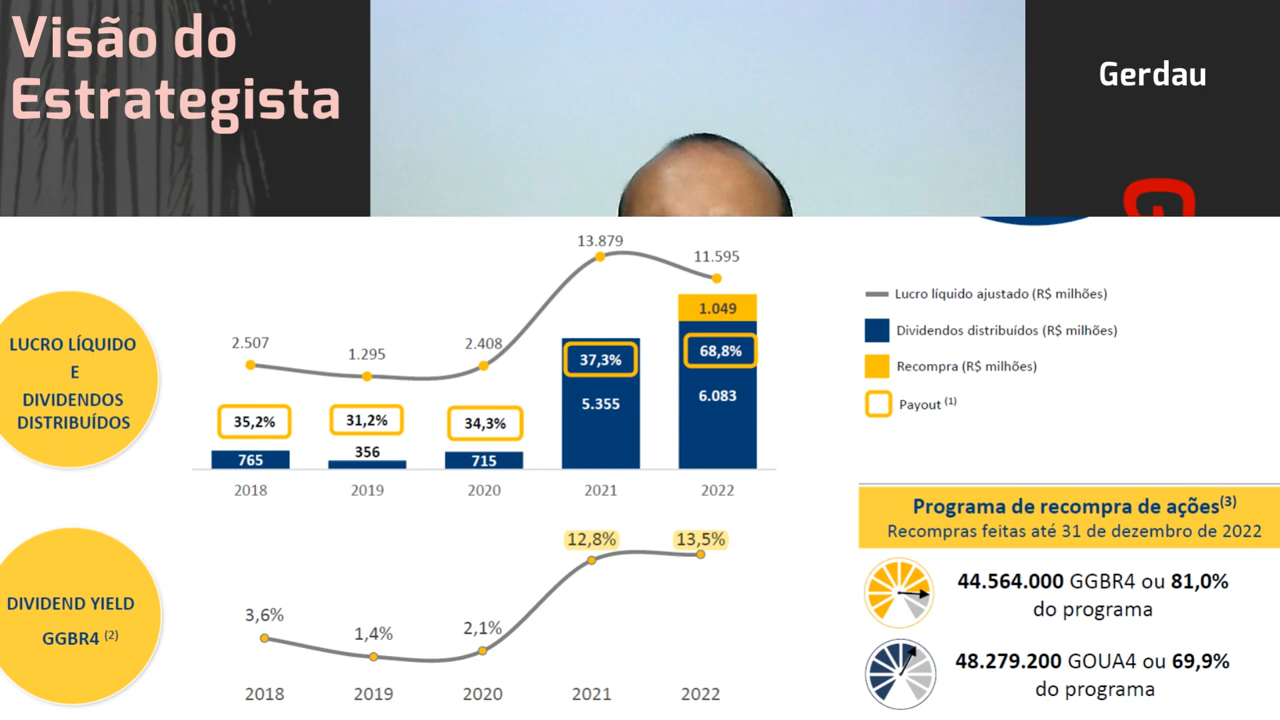 Visão do
Estrategista
Gerdau
LUCRO LÍQUIDO
E
DIVIDENDOS
DISTRIBUÍDOS
13.879
11.595
2.507
1.295
2.408
1.049
37,3%
68,8%
5.355
6.083
35,2%
31,2%
34,3%
765
356
715
2018 2019 2020 2021 2022
Lucro líquido ajustado (R$ milhões)
Dividendos distribuídos (R$ milhões)
Recompra (R$ milhões)
Payout (1)
DIVIDEND YIELD
GGBR4 (2)
3,6%
1,4%
2,1%
12,8%
13,5%
2018 2019 2020 2021 2022
Programa de recompra de ações(3)
Recompras feitas até 31 de dezembro de 2022
44.564.000 GGBR4 ou 81,0%
do programa
48.279.200 GOUA4 ou 69,9%
do programa